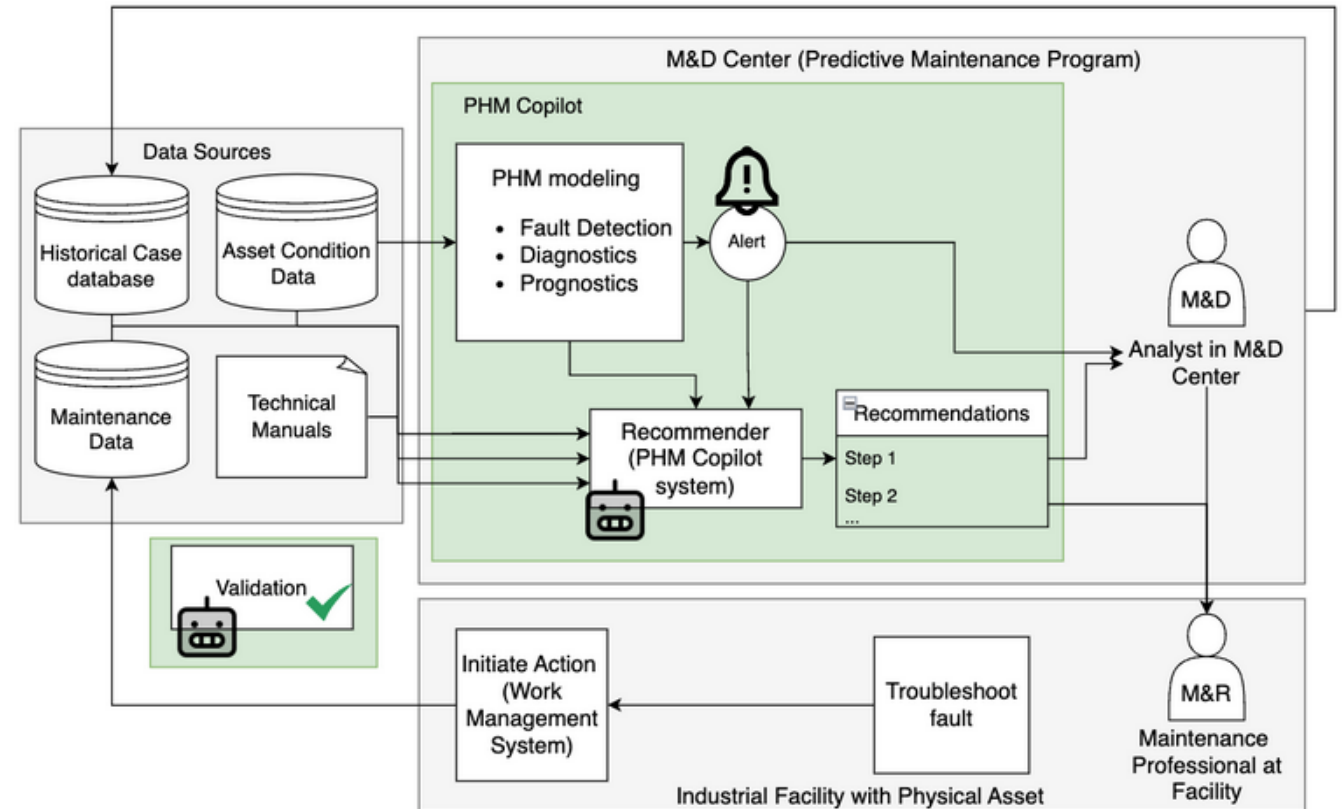 M&D Center (Predictive Maintenance Program)
PHM Copilot
Data Sources
Historical Case
database
Asset Condition
Data
Maintenance
Data
Technical
Manuals
PHM modeling
• Fault Detection
• Diagnostics
• Prognostics
Alert
Recommender
(PHM Copilot
system)
Recommendations
Step 1
Step 2
...
M&D
Analyst in M&D
Center
Validation
Initiate Action
(Work
Management
System)
Troubleshoot
fault
M&R
Maintenance
Professional at
Facility
Industrial Facility with Physical Asset